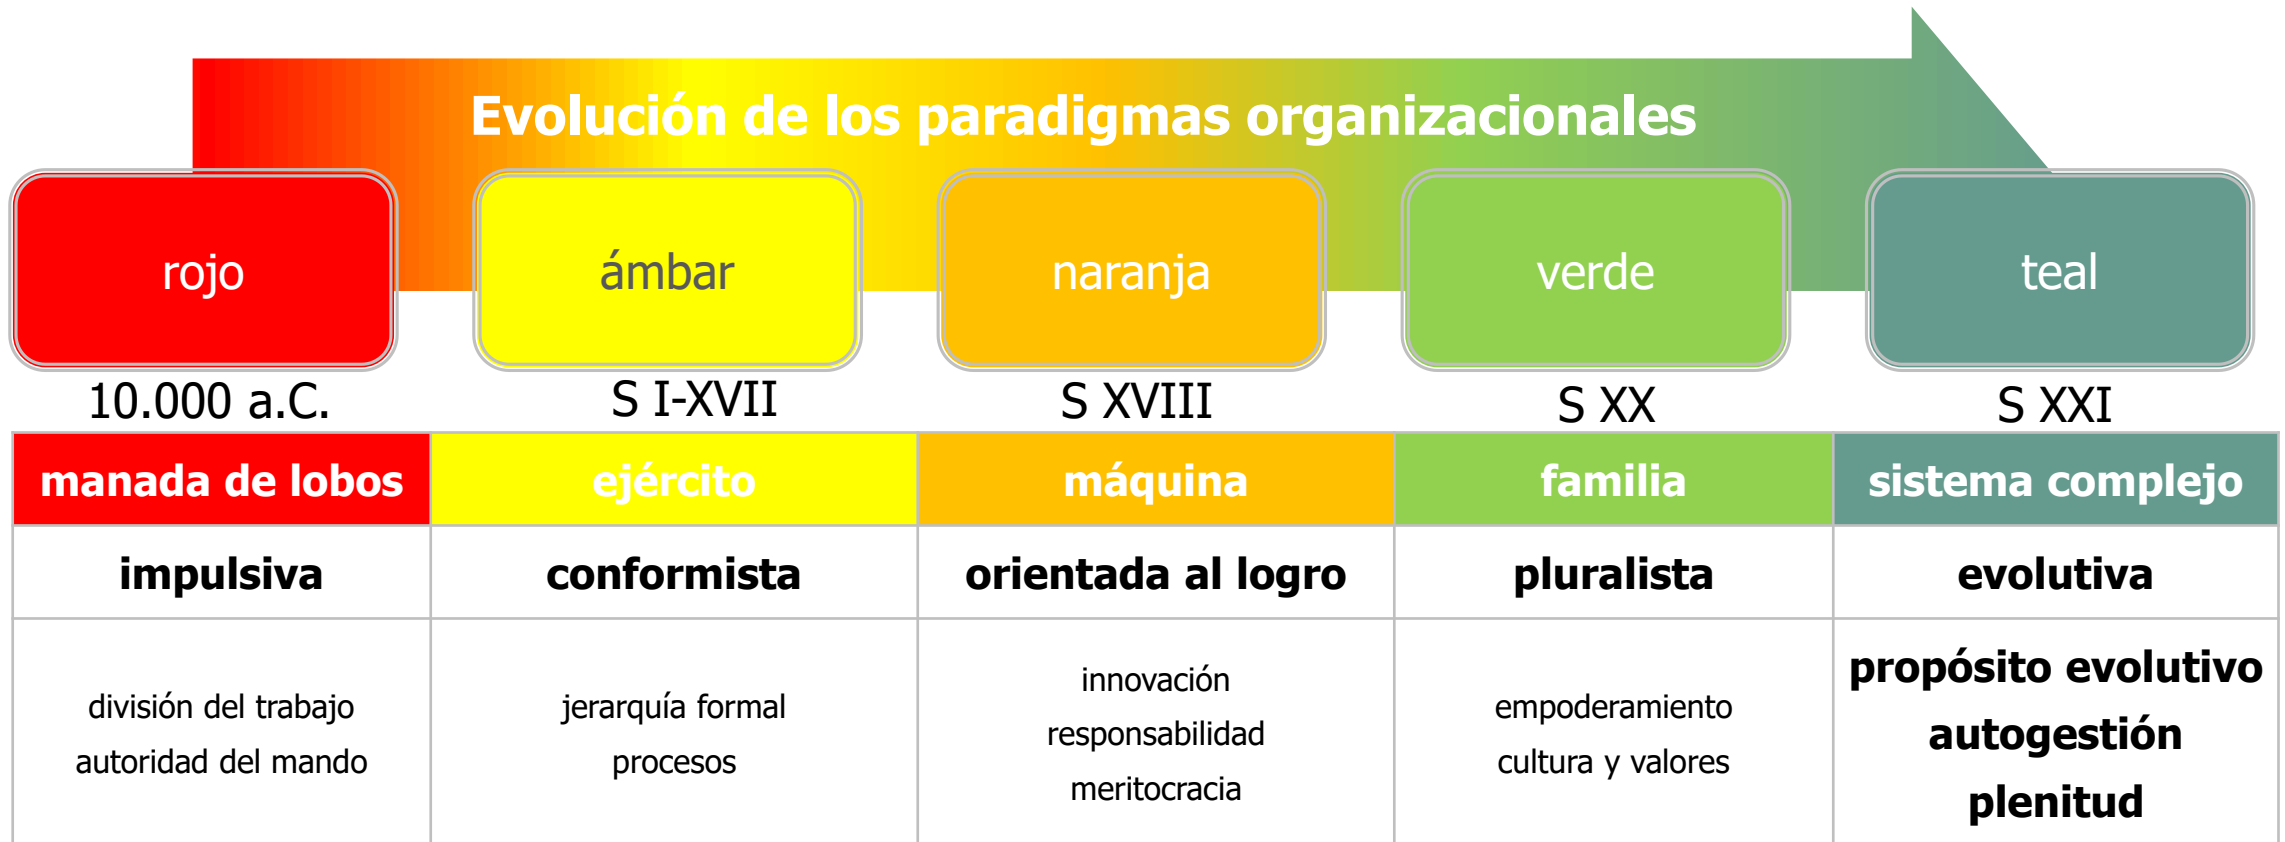 Evolución de los paradigmas organizacionales
rojo
ámbar
naranja
verde
teal
10.000 a.C.
S I-XVII
S XVIII
S XX
S XXI
manada de lobos
ejército
máquina
familia
sistema complejo
impulsiva
conformista
orientada al logro
pluralista
evolutiva
división del trabajo
autoridad del mando
jerarquía formal
procesos
innovación
responsabilidad
meritocracia
empoderamiento
cultura y valores
propósito evolutivo
autogestión
plenitud